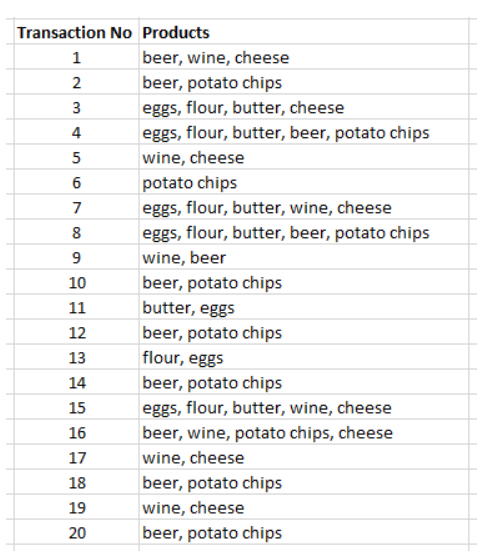 Transaction No Products
1 beer, wine, cheese
2 beer, potato chips
3 eggs, flour, butter, cheese
4 eggs, flour, butter, beer, potato chips
5 wine, cheese
6 potato chips
7 eggs, flour, butter, wine, cheese
8 eggs, flour, butter, beer, potato chips
9 wine, beer
10 beer, potato chips
11 butter, eggs
12 beer, potato chips
13 flour, eggs
14 beer, potato chips
15 eggs, flour, butter, wine, cheese
16 beer, wine, potato chips, cheese
17 wine, cheese
18 beer, potato chips
19 wine, cheese
20 beer, potato chips